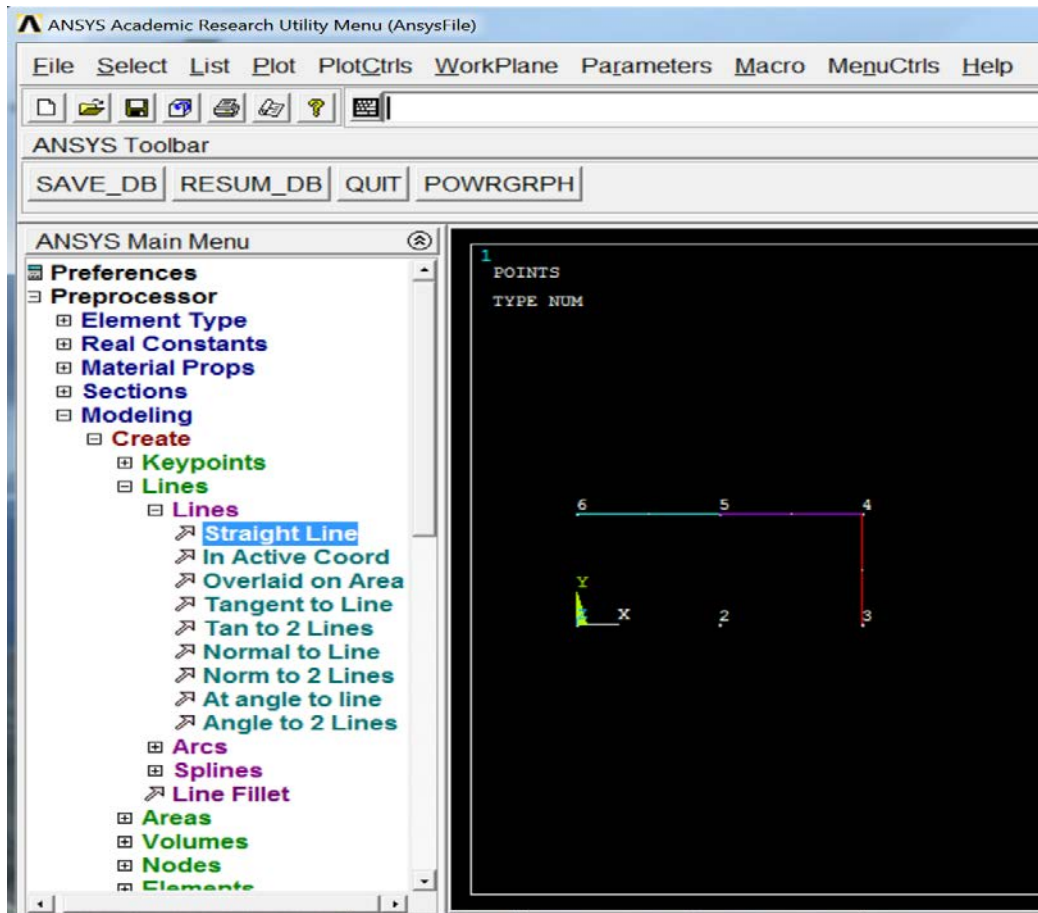 ANSYS Academic Research Utility Menu (AnsysFile)
File Select List Plot PlotCtrls WorkPlane Parameters Macro MenuCtrls Help
ANSYS Toolbar
SAVE_DB RESUM_DB QUIT POWRGRPH
ANSYS Main Menu
Preferences
Preprocessor
Element Type
Real Constants
Material Props
Sections
Modeling
Create
Keypoints
Lines
Lines
Straight Line
In Active Coord
Overlaid on Area
Tangent to Line
Tan to 2 Lines
Normal to Line
Norm to 2 Lines
At angle to line
Angle to 2 Lines
Arcs
Splines
Line Fillet
Areas
Volumes
Nodes
Elements
1
POINTS
TYPE NUM
6 5 4
Y
X 2 3